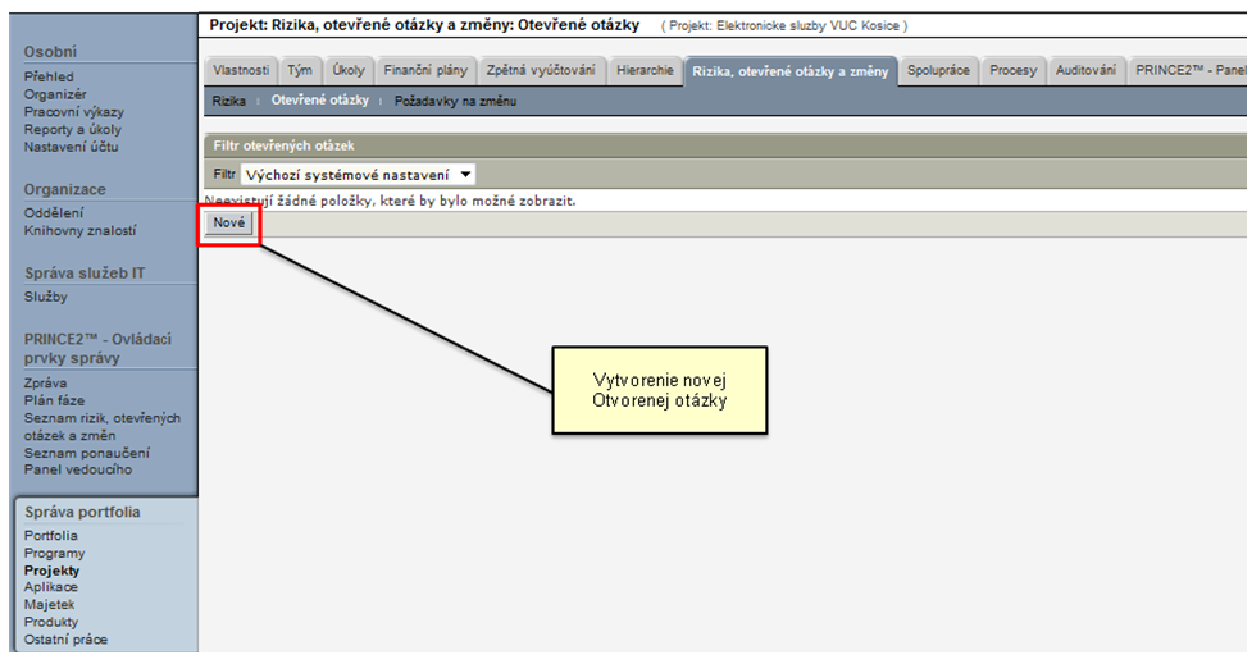 Projekt: Rizika, otevřené otázky a změny: Otevřené otázky ( Projekt: Elektronicke sluzby VUC Kosice )
Osobní
Přehled
Organizér
Pracovní výkazy
Reporty a úkoly
Nastavení účtu
Organizace
Oddělení
Knihovny znalostí
Správa služeb IT
Služby
PRINCE2™ - Ovládací
prvky správy
Zpráva
Plán fáze
Seznam rizik, otevřených
otázek a změn
Seznam ponaučení
Panel vedoucího
Správa portfolia
Portfolia
Programy
Projekty
Aplikace
Majetek
Produkty
Ostatní práce
Vlastnosti Tým Úkoly Finanční plány Zpětná vyúčtování Hierarchie Rizika, otevřené otázky a změny Spolupráce Procesy Auditování PRINCE2™ - Panel
Rizika Otevřené otázky Požadavky na změnu
Filtr otevřených otázek
Filtr Výchozí systémové nastavení
Neexistují žádné položky, které by bylo možné zobrazit.
Nové
Vytvorenie novej
Otvorenej otázky